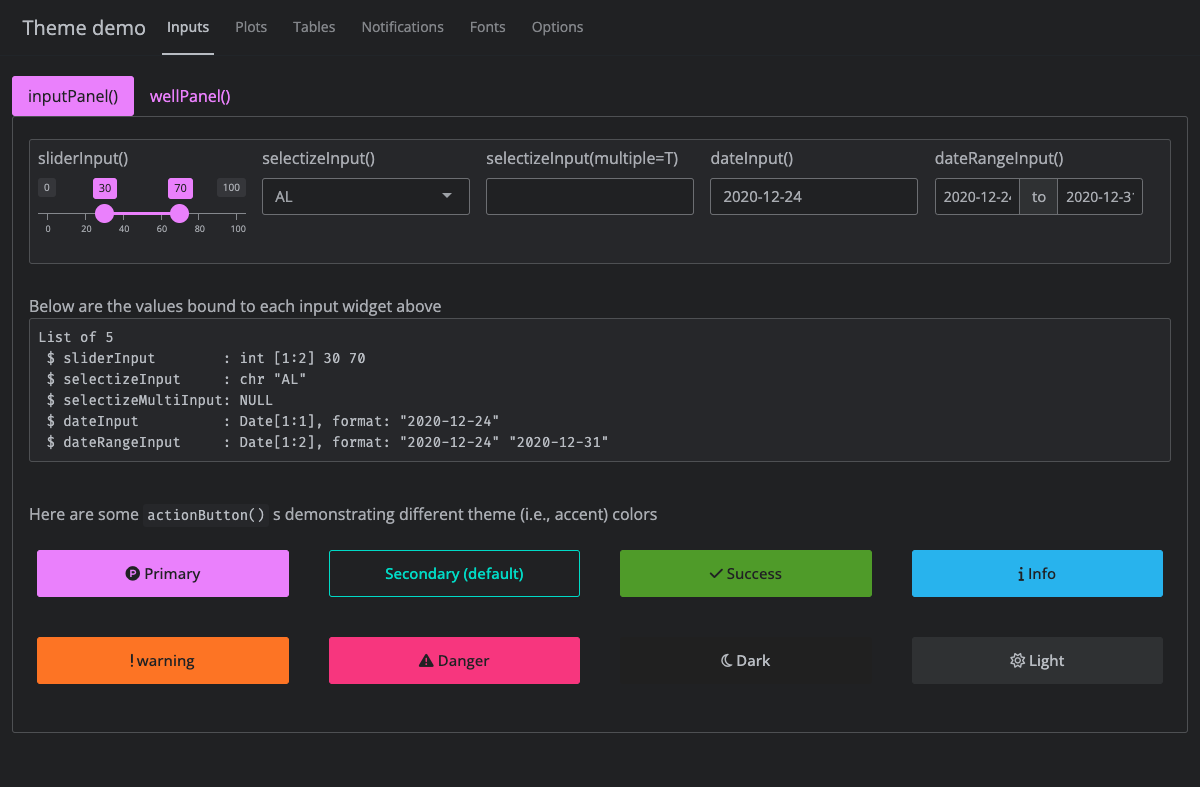 Theme demo Inputs Plots Tables Notifications Fonts Options
inputPanel() wellPanel()
sliderInput() selectizeInput() selectizeInput(multiple=T) dateInput() dateRangeInput()
0 30 70 100 AL 2020-12-24 2020-12-24 to 2020-12-31
0 20 40 60 80 100
Below are the values bound to each input widget above
List of 5
$ sliderInput : int [1:2] 30 70
$ selectizeInput : chr "AL"
$ selectizeMultiInput: NULL
$ dateInput : Date[1:1], format: "2020-12-24"
$ dateRangeInput : Date[1:2], format: "2020-12-24" "2020-12-31"
Here are some actionButton() s demonstrating different theme (i.e., accent) colors
Primary Secondary (default) Success Info
! warning Danger Dark Light